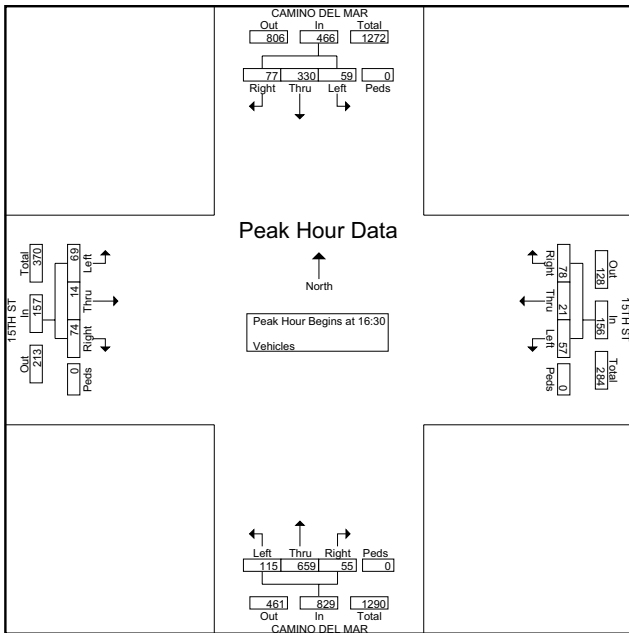 CAMINO DEL MAR
Out In Total
806 466 1272
77 330 59 0
Right Thru Left Peds
Peak Hour Data
North
Peak Hour Begins at 16:30
Vehicles
15TH ST
Total In Out
370 157 213
69 14 74 0
Left Thru Right Peds
15TH ST
Out In Total
128 156 284
78 21 57 0
Right Thru Left Peds
Left Thru Right Peds
115 659 55 0
461 829 1290
Out In Total
CAMINO DEL MAR